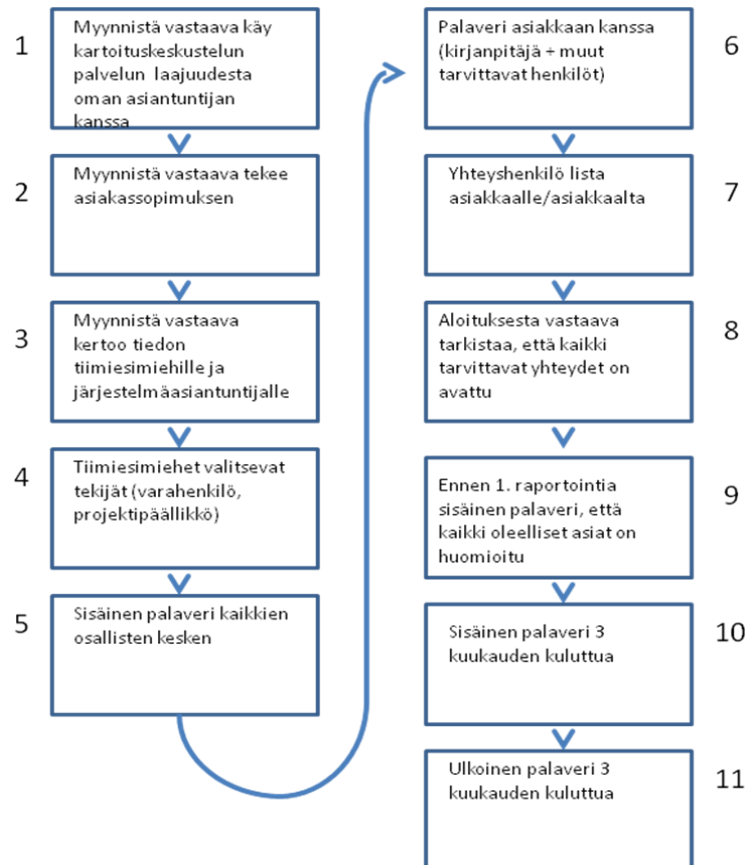 1
Myynnistä vastaava käy
kartoituskeskustelun
palvelun laajuudesta
oman asiantuntijan
kanssa
2
Myynnistä vastaava tekee
asiakassopimuksen
3
Myynnistä vastaava
kertoo tiedon
tiimiesimiehille ja
järjestelmäasiantuntijalle
4
Tiimiesimiehet valitsevat
tekijät (varahenkilö,
projektipäällikkö)
5
Sisäinen palaveri kaikkien
osallisten kesken
Palaveri asiakkaan kanssa
(kirjanpitäjä + muut
tarvittavat henkilöt)
6
Yhteyshenkilö lista
asiakkaalle/asiakkaalta
7
Aloituksesta vastaava
tarkistaa, että kaikki
tarvittavat yhteydet on
avattu
8
Ennen 1. raportointia
sisäinen palaveri, että
kaikki oleelliset asiat on
huomioitu
9
Sisäinen palaveri 3
kuukauden kuluttua
10
Ulkoinen palaveri 3
kuukauden kuluttua
11